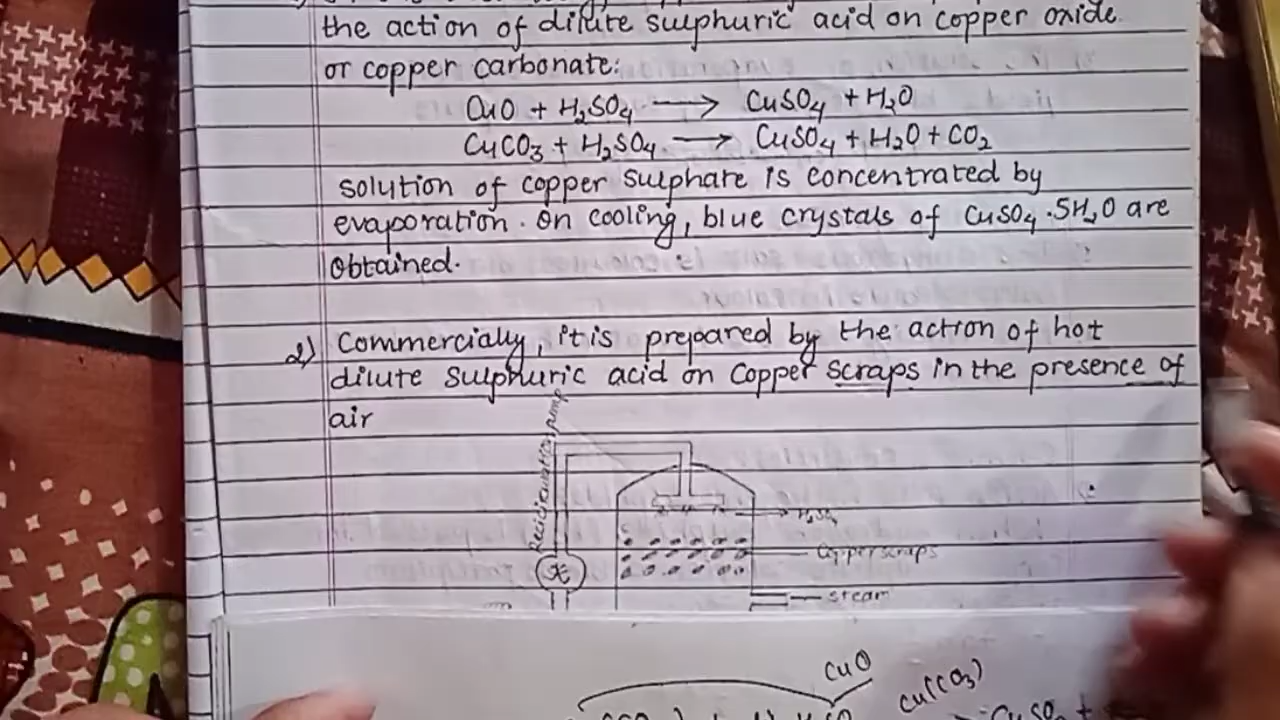 the action of dilute sulphuric acid on copper oxide
or copper carbonate:
CuO + H₂SO₄ → CuSO₄ + H₂O
CuCO₃ + H₂SO₄ → CuSO₄ + H₂O + CO₂
solution of copper sulphate is concentrated by
evaporation. On cooling, blue crystals of CuSO₄.5H₂O are
obtained.
2) Commercially, it is prepared by the action of hot
dilute sulphuric acid on copper scraps in the presence of
air
Recirculation pump
H₂SO₄
Copper scraps
steam
CuO
Cu(CO₃)
CuSO₄ +